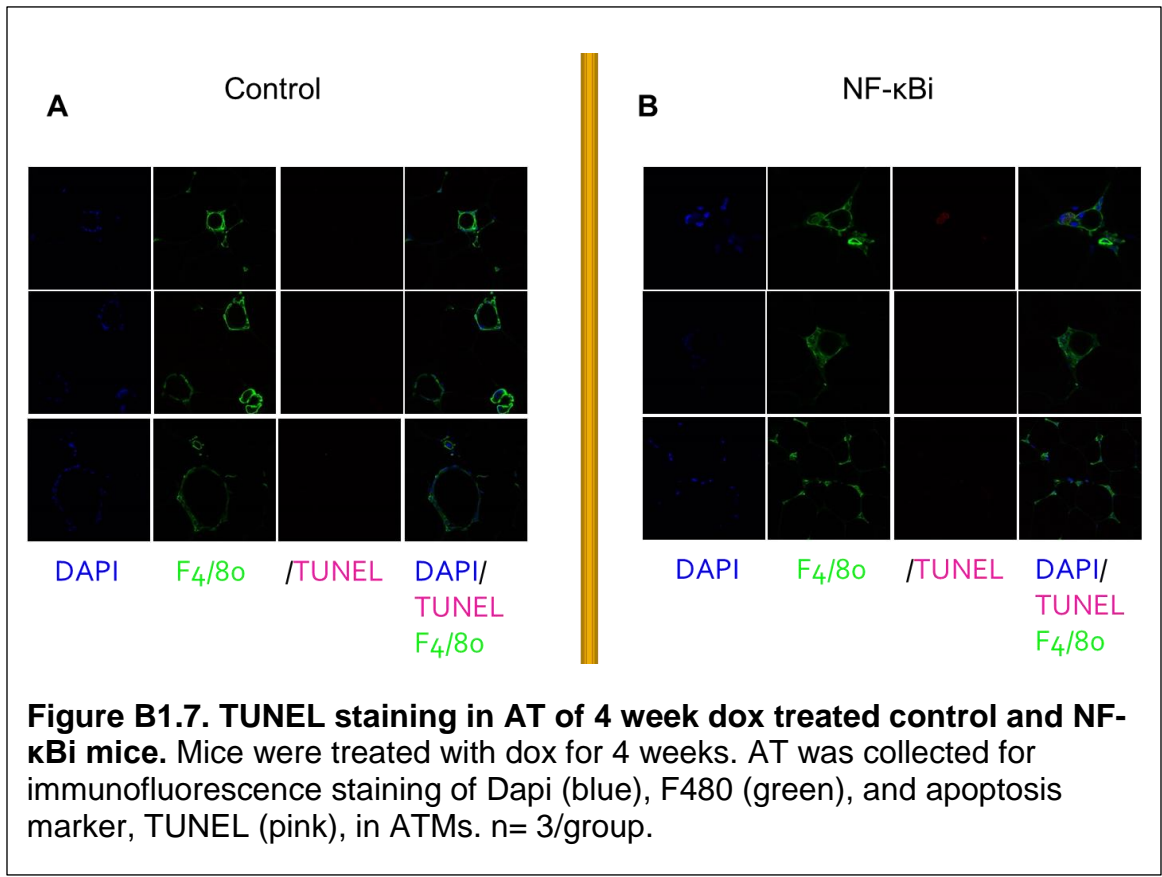 A
Control
DAPI
F4/80
/TUNEL
DAPI/
TUNEL
F4/80
B
NF-κBi
DAPI
F4/80
/TUNEL
DAPI/
TUNEL
F4/80
Figure B1.7. TUNEL staining in AT of 4 week dox treated control and NF-
κBi mice. Mice were treated with dox for 4 weeks. AT was collected for
immunofluorescence staining of Dapi (blue), F480 (green), and apoptosis
marker, TUNEL (pink), in ATMs. n= 3/group.